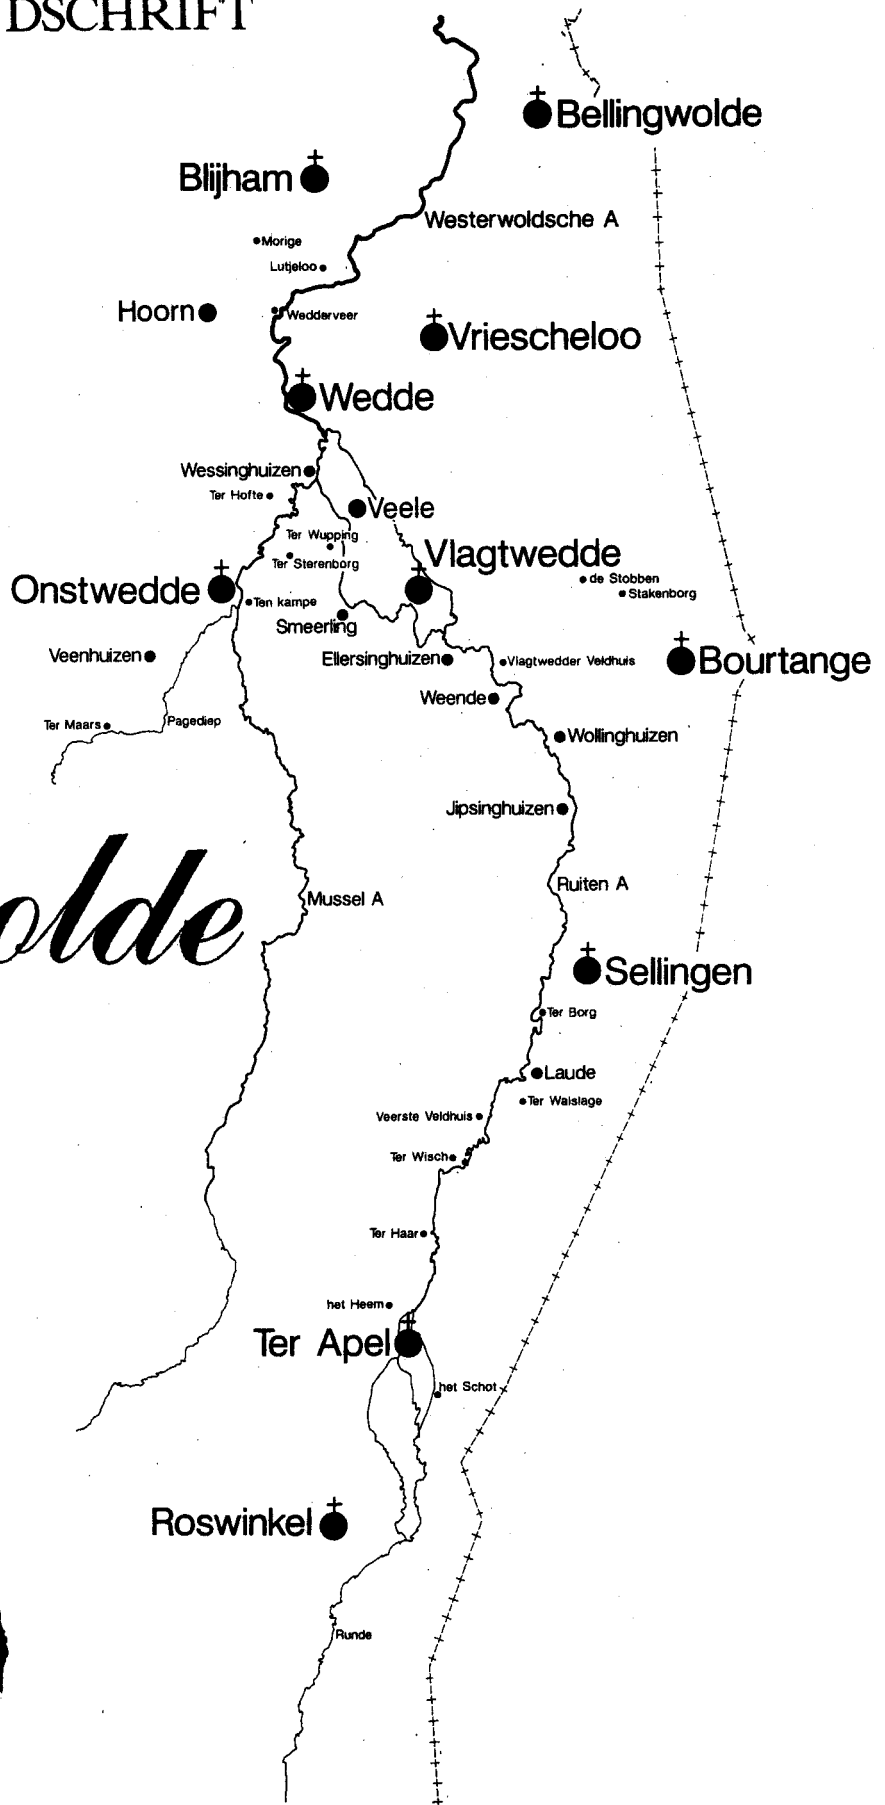 DSCHRIFT
Bellingwolde
Blijham
Westerwoldsche A
Morige
Lutjeloo
Hoorn
Wedderveer
Vriescheloo
Wedde
Wessinghuizen
Ter Hofte
Veele
Ter Wupping
Vlagtwedde
Ter Sterenborg
de Stobben
Onstwedde
Stakenborg
Ten kampe
Smeerling
Veenhuizen
Ellersinghuizen
Vlagtwedder Veldhuis
Bourtange
Weende
Ter Maars
Pagediep
Wollinghuizen
Jipsinghuizen
Ruiten A
Mussel A
olde
Sellingen
Ter Borg
Laude
Ter Walslage
Veerste Veldhuis
Ter Wisch
Ter Haar
het Heem
Ter Apel
het Schot
Roswinkel
Runde